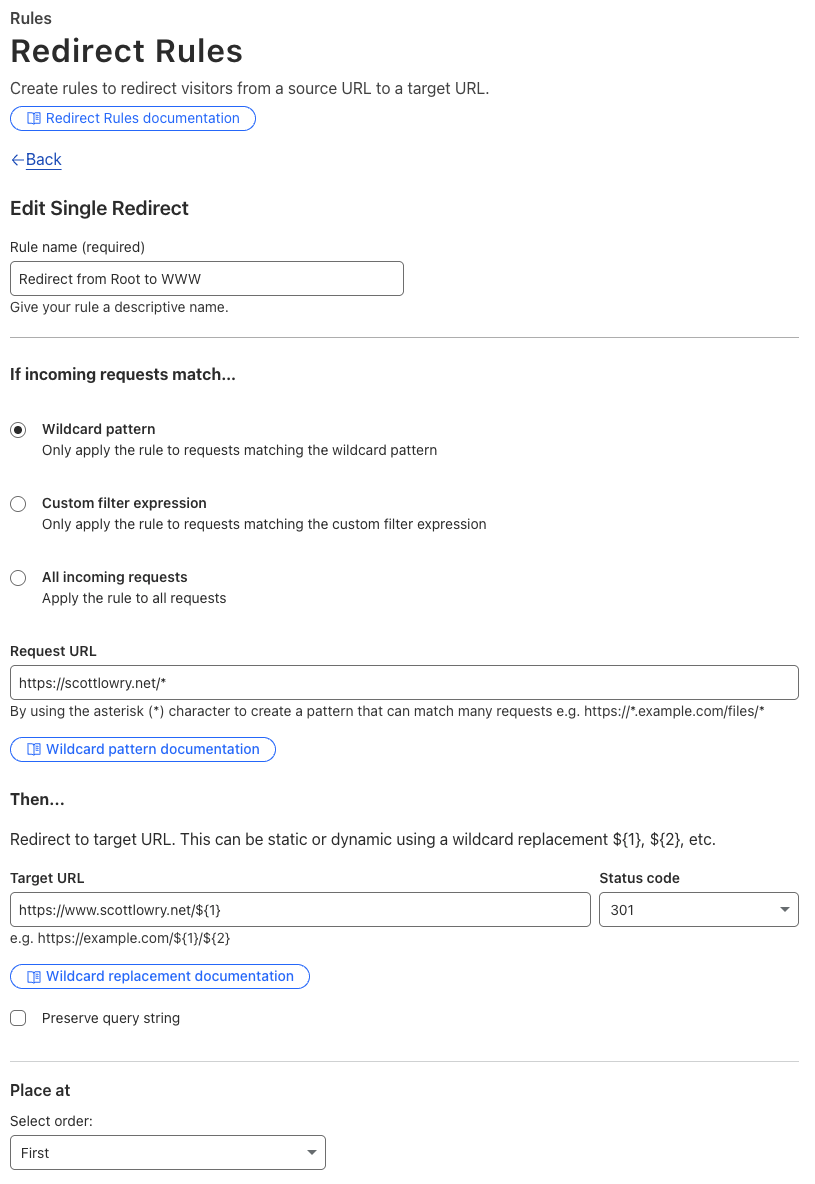 Rules
Redirect Rules
Create rules to redirect visitors from a source URL to a target URL.
Redirect Rules documentation
←Back
Edit Single Redirect
Rule name (required)
Redirect from Root to WWW
Give your rule a descriptive name.
If incoming requests match...
Wildcard pattern
Only apply the rule to requests matching the wildcard pattern
Custom filter expression
Only apply the rule to requests matching the custom filter expression
All incoming requests
Apply the rule to all requests
Request URL
https://scottlowry.net/*
By using the asterisk (*) character to create a pattern that can match many requests e.g. https://*.example.com/files/*
Wildcard pattern documentation
Then...
Redirect to target URL. This can be static or dynamic using a wildcard replacement ${1}, ${2}, etc.
Target URL Status code
https://www.scottlowry.net/${1} 301
e.g. https://example.com/${1}/${2}
Wildcard replacement documentation
Preserve query string
Place at
Select order:
First